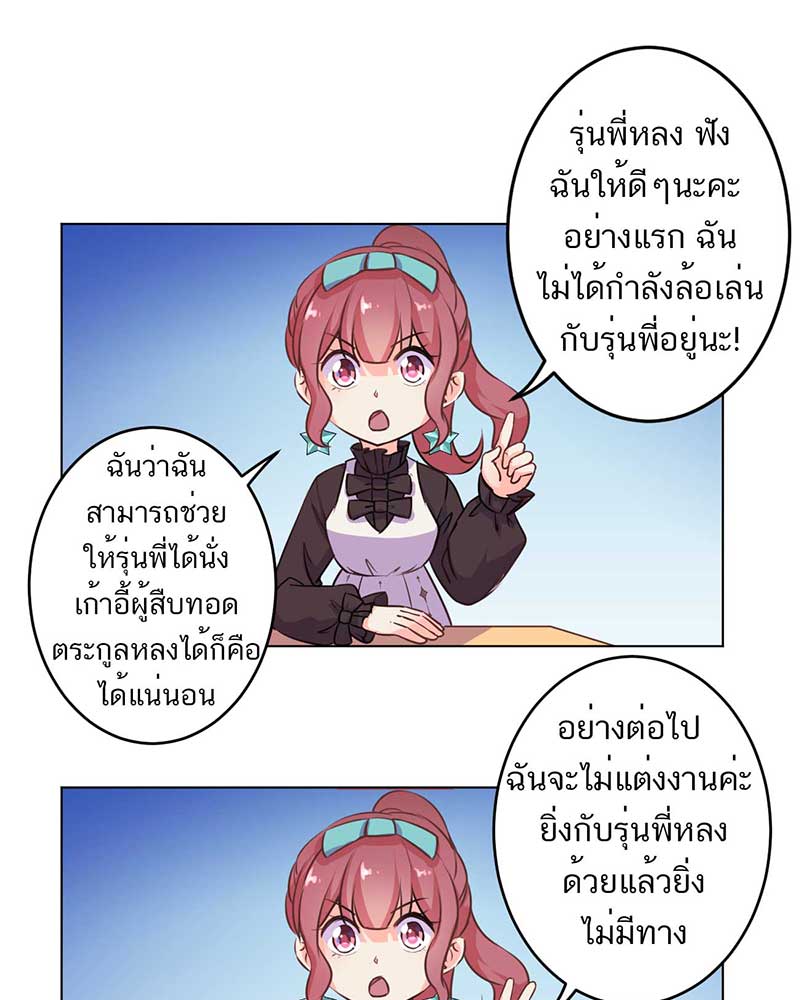 รุ่นพี่หลง ฟัง
ฉันให้ดีๆนะคะ
อย่างแรก ฉัน
ไม่ได้กำลังล้อเล่น
กับรุ่นพี่อยู่นะ!
ฉันว่าฉัน
สามารถช่วย
ให้รุ่นพี่ได้นั่ง
เก้าอี้ผู้สืบทอด
ตระกูลหลงได้ก็คือ
ได้แน่นอน
อย่างต่อไป
ฉันจะไม่แต่งงานค่ะ
ยิ่งกับรุ่นพี่หลง
ด้วยแล้วยิ่ง
ไม่มีทาง